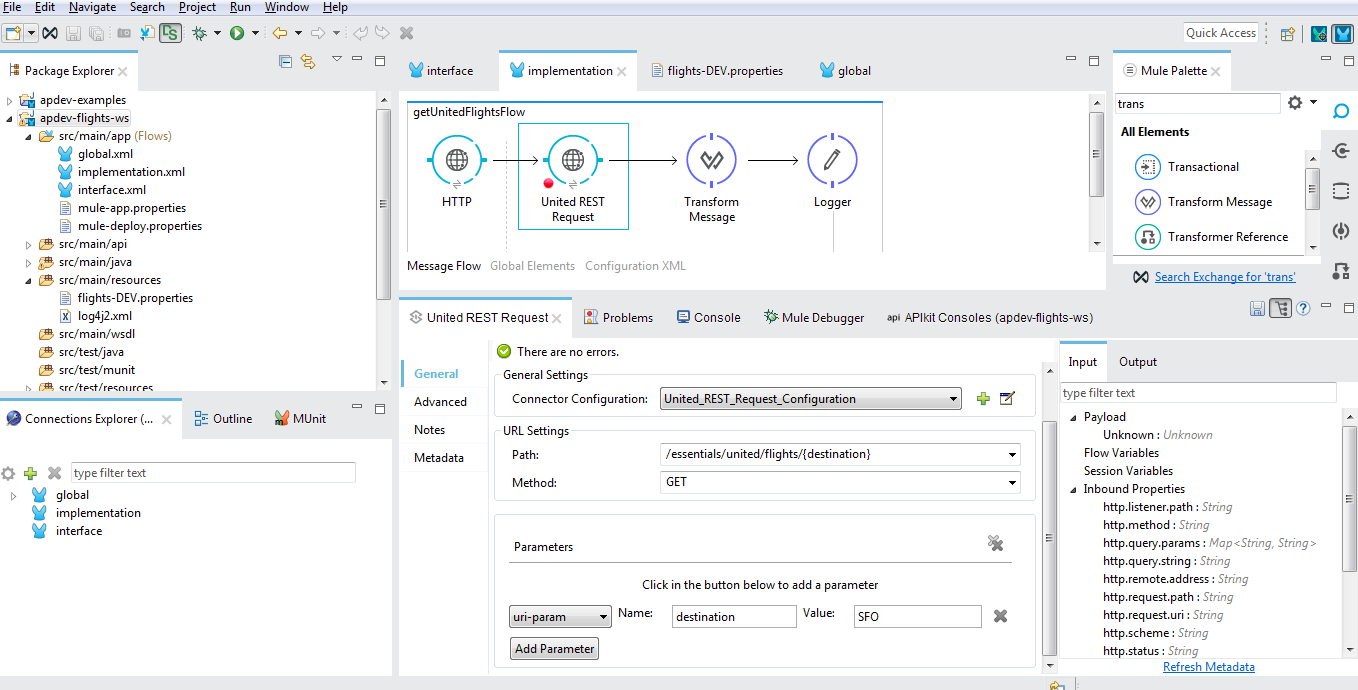 File Edit Navigate Search Project Run Window Help
Quick Access
Package Explorer
apdev-examples
apdev-flights-ws
src/main/app (Flows)
global.xml
implementation.xml
interface.xml
mule-app.properties
mule-deploy.properties
src/main/api
src/main/java
src/main/resources
flights-DEV.properties
log4j2.xml
src/main/wsdl
src/test/java
src/test/munit
src/test/resources
Connections Explorer (...
Outline
MUnit
type filter text
global
implementation
interface
interface
implementation
flights-DEV.properties
global
getUnitedFlightsFlow
HTTP
United REST
Request
Transform
Message
Logger
Message Flow Global Elements Configuration XML
Mule Palette
trans
All Elements
Transactional
Transform Message
Transformer Reference
Search Exchange for 'trans'
United REST Request
Problems
Console
Mule Debugger
api APIkit Consoles (apdev-flights-ws)
General
Advanced
Notes
Metadata
There are no errors.
General Settings
Connector Configuration: United_REST_Request_Configuration
URL Settings
Path: /essentials/united/flights/{destination}
Method: GET
Parameters
Click in the button below to add a parameter
uri-param Name: destination Value: SFO
Add Parameter
Input
Output
type filter text
Payload
Unknown : Unknown
Flow Variables
Session Variables
Inbound Properties
http.listener.path : String
http.method : String
http.query.params : Map<String, String>
http.query.string : String
http.remote.address : String
http.request.path : String
http.request.uri : String
http.scheme : String
http.status : String
Refresh Metadata